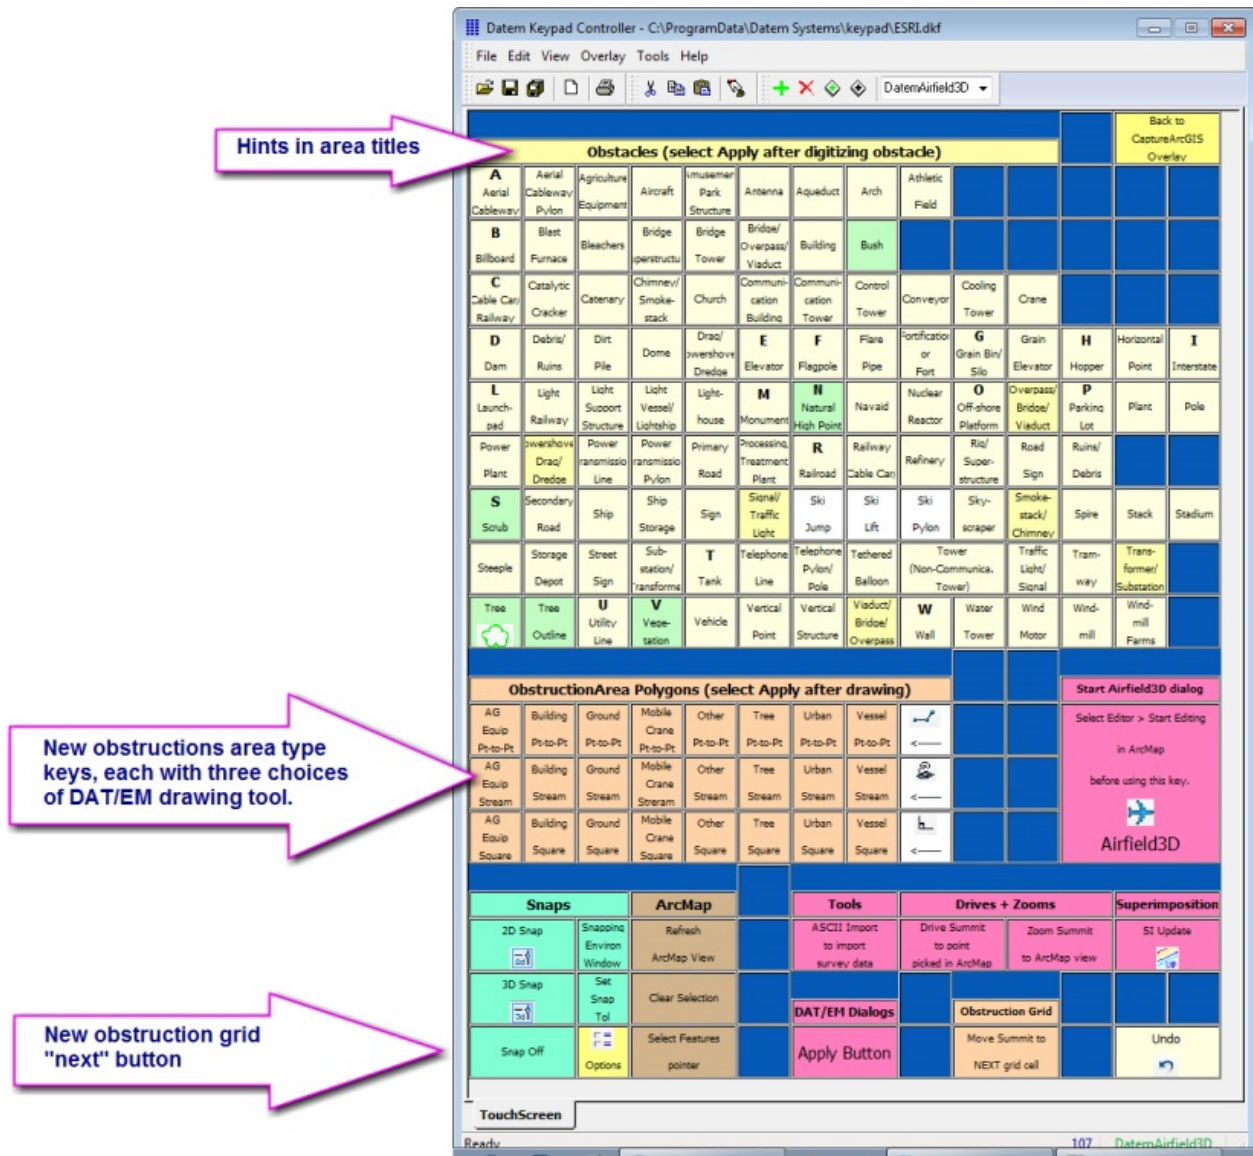 Datem Keypad Controller - C:\ProgramData\Datem Systems\keypad\ESRI.dkf
File Edit View Overlay Tools Help
DatemAirfield3D
Hints in area titles
Back to
CaptureArcGIS
Overlay
Obstacles (select Apply after digitizing obstacle)
A Aerial Cableway
Aerial Cableway Pylon
Agriculture Equipment
Aircraft
Park Structure
Antenna
Aqueduct
Arch
Athletic Field
B Billboard
Blast Furnace
Bleachers
Bridge
Bridge Tower
Bridge/ Overpass/ Viaduct
Building
Bush
C Cable Car/ Railway
Catalytic Cracker
Catenary
Chimney/ Smoke- stack
Church
Communi- cation Building
Communi- cation Tower
Control Tower
Conveyor
Cooling Tower
Crane
D Dam
Debris/ Ruins
Dirt Pile
Dome
Drag/ Dredge
E Elevator
F Flagpole
Flare Pipe
or Fort
G Grain Bin/ Silo
Grain Elevator
H Hopper
Horizontal Point
I Interstate
L Launch- pad
Light Railway
Light Support Structure
Light Vessel/ Lightship
Light- house
M Monument
N Natural High Point
Navaid
Nuclear Reactor
O Off-shore Platform
Overpass/ Bridge/ Viaduct
P Parking Lot
Plant
Pole
Power Plant
Drag/ Dredge
Power Line
Power Pylon
Primary Road
Processing, Treatment Plant
R Railroad
Railway Cable Car
Refinery
Rig/ Super- structure
Road Sign
Ruins/ Debris
S Scrub
Secondary Road
Ship
Ship Storage
Sign
Signal/ Traffic Light
Ski Jump
Ski Lift
Ski Pylon
Sky- scraper
Smoke- stack/ Chimney
Spire
Stack
Stadium
Steeple
Storage Depot
Street Sign
Sub- station/
T Tank
Telephone Line
Telephone Pylon/ Pole
Tethered Balloon
Tower (Non-Communica. Tower)
Traffic Light/ Signal
Tram- way
Trans- former/ Substation
Tree
Tree Outline
U Utility Line
V Vege- tation
Vehicle
Vertical Point
Vertical Structure
Viaduct/ Bridge/ Overpass
W Wall
Water Tower
Wind Motor
Wind- mill
Wind- mill Farms
ObstructionArea Polygons (select Apply after drawing)
Start Airfield3D dialog
AG Equip Pt-to-Pt
Building Pt-to-Pt
Ground Pt-to-Pt
Mobile Crane Pt-to-Pt
Other Pt-to-Pt
Tree Pt-to-Pt
Urban Pt-to-Pt
Vessel Pt-to-Pt
<-------
Select Editor > Start Editing
in ArcMap
before using this key.
Airfield3D
New obstructions area type
keys, each with three choices
of DAT/EM drawing tool.
AG Equip Stream
Building Stream
Ground Stream
Mobile Crane Streram
Other Stream
Tree Stream
Urban Stream
Vessel Stream
<-------
AG Equip Square
Building Square
Ground Square
Mobile Crane Square
Other Square
Tree Square
Urban Square
Vessel Square
<-------
Snaps
ArcMap
Tools
Drives + Zooms
Superimposition
2D Snap
Snapping Environ Window
Refresh ArcMap View
ASCII Import to import survey data
Drive Summit to point picked in ArcMap
Zoom Summit to ArcMap view
SI Update
3D Snap
Set Snap Tol
Clear Selection
DAT/EM Dialogs
Obstruction Grid
New obstruction grid
"next" button
Snap Off
Options
Select Features pointer
Apply Button
Move Summit to NEXT grid cell
Undo
TouchScreen
Ready
107
DatemAirfield3D